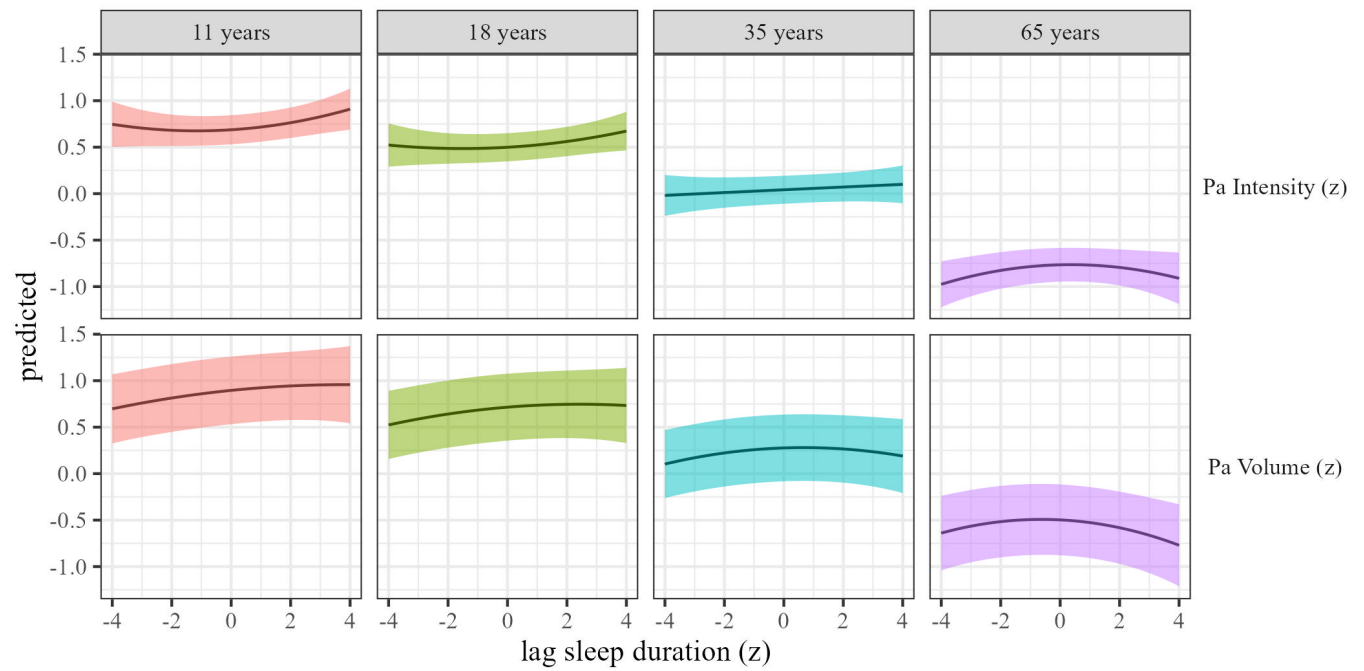 11 years
18 years
35 years
65 years
1.5
1.0
0.5
0.0
-0.5
-1.0
Pa Intensity (z)
predicted
1.5
1.0
0.5
0.0
-0.5
-1.0
Pa Volume (z)
-4 -2 0 2 4
-4 -2 0 2 4
-4 -2 0 2 4
-4 -2 0 2 4
lag sleep duration (z)